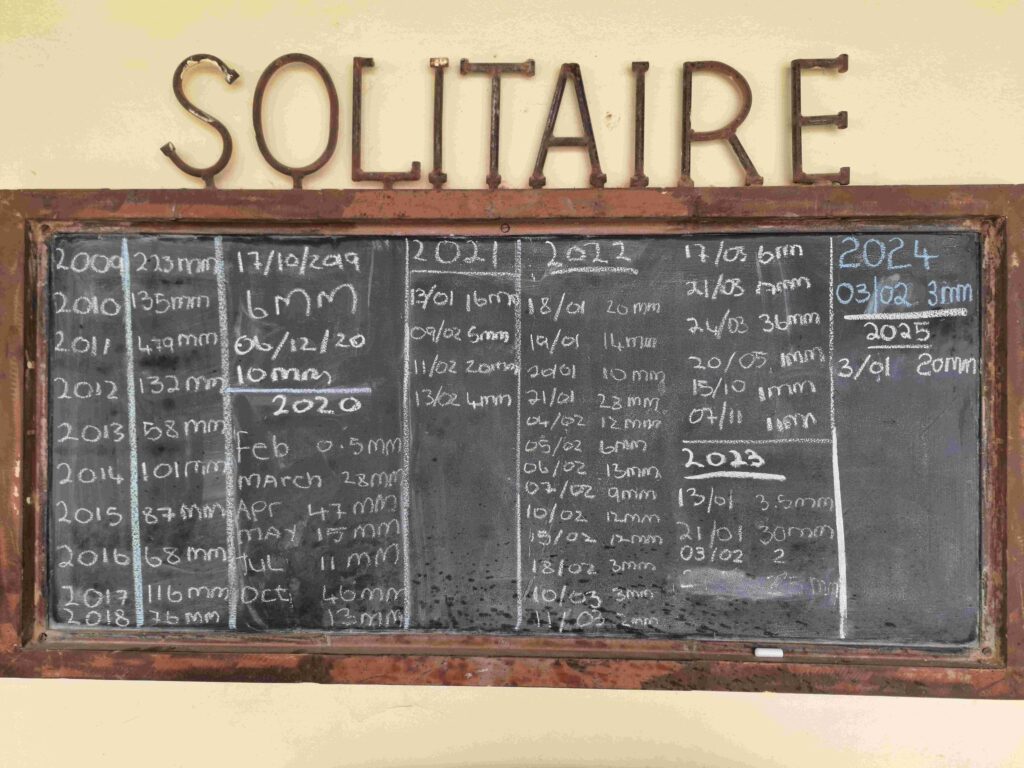 SOLITAIRE
2009 223mm
2010 135mm
2011 479mm
2012 132mm
2013 58mm
2014 101mm
2015 87mm
2016 68mm
2017 116mm
2018 76mm
17/10/2019
6mm
06/12/20
10mm
2020
Feb 0.5mm
MARCH 28mm
APR 47mm
MAY 15mm
JUL 11mm
Oct 46mm
13mm
2021
13/01 16mm
09/02 5mm
11/02 20mm
13/02 4mm
2022
18/01 20mm
19/01 14mm
20/01 10mm
21/01 23mm
04/02 12mm
05/02 6mm
06/02 13mm
07/02 9mm
10/02 12mm
15/02 12mm
18/02 3mm
10/03 3mm
11/03 2mm
17/03 6mm
21/03
24/03 36mm
20/05 1mm
15/10 1mm
07/11 11mm
2023
13/01 3.5mm
21/01 30mm
03/02 2
2024
03/02 3mm
2025
3/01 20mm